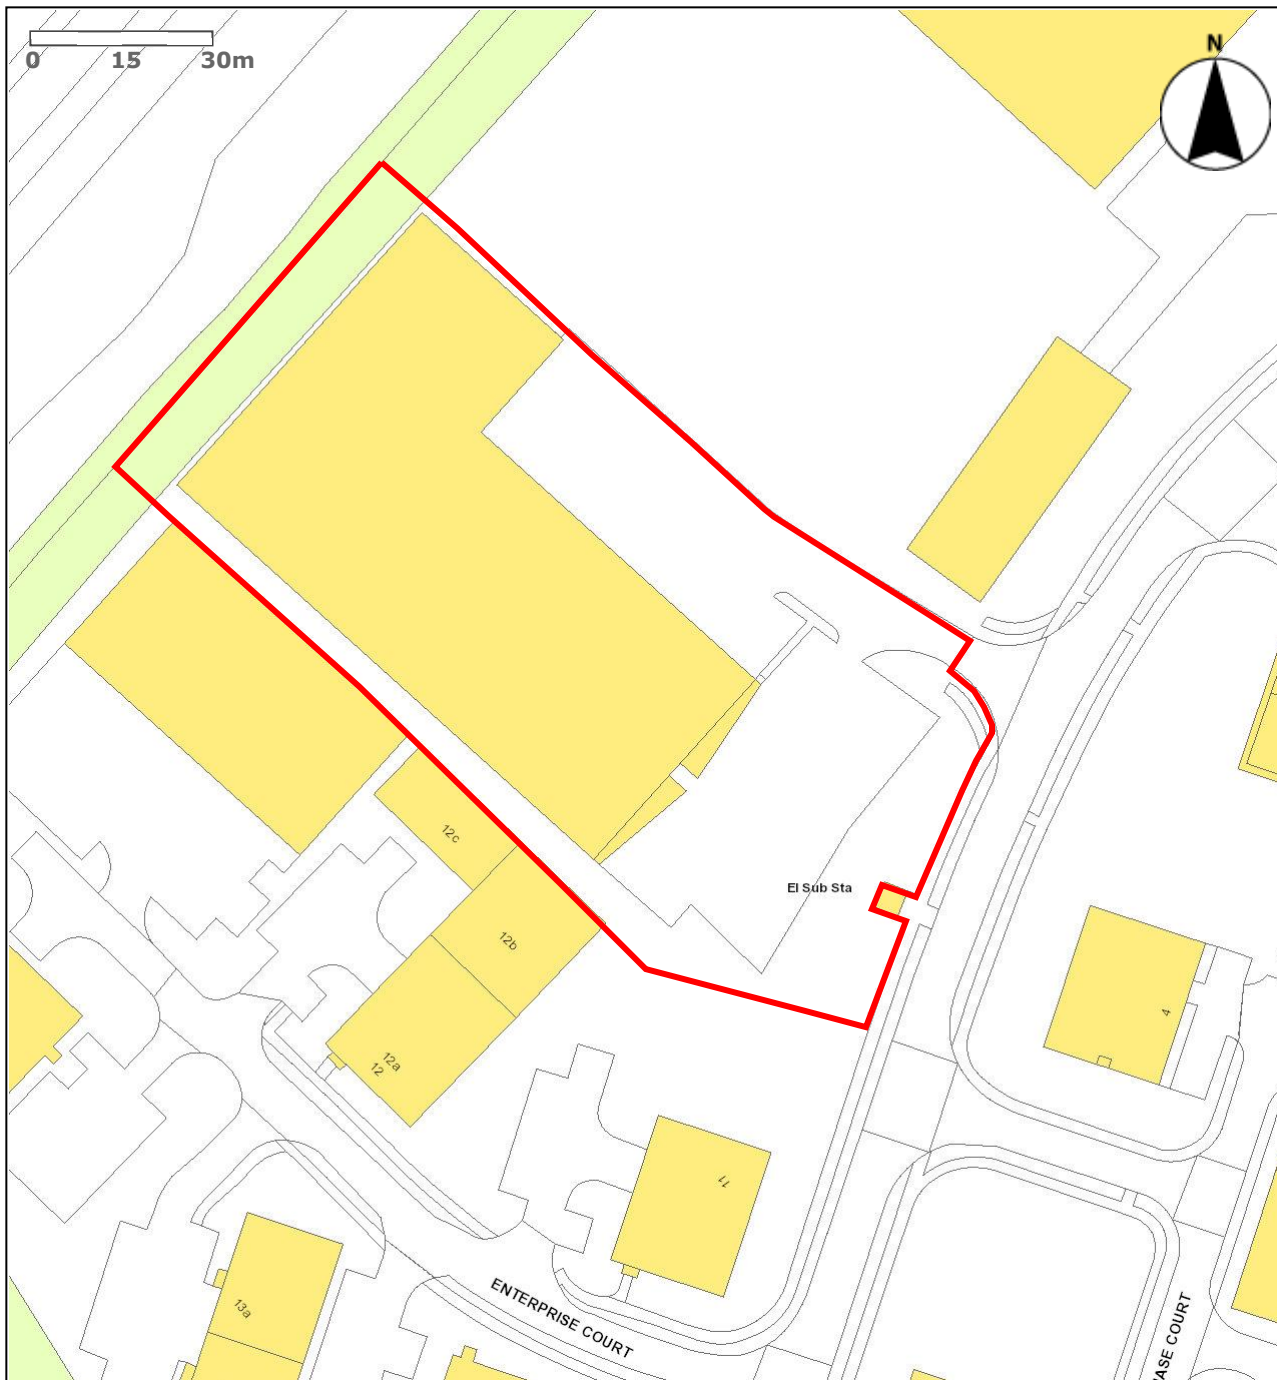 0 15 30m
N
El Sub Sta
12c
12b
12a
12
11
4
13a
ENTERPRISE COURT
ASE COURT